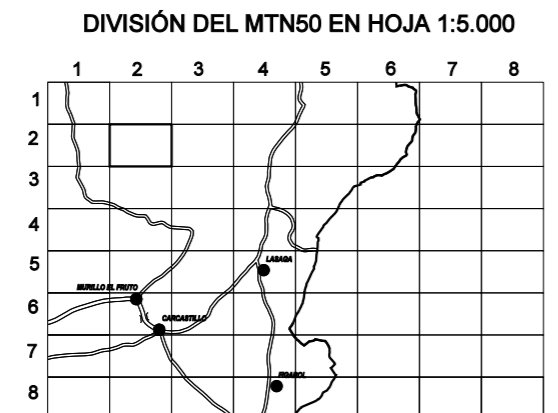 DIVISIÓN DEL MTN50 EN HOJA 1:5.000
1 2 3 4 5 6 7 8
1
2
3
4
5
LASAGA
MURILLO EL FRUTO
6
CARCASTILLO
7
FIGAROL
8